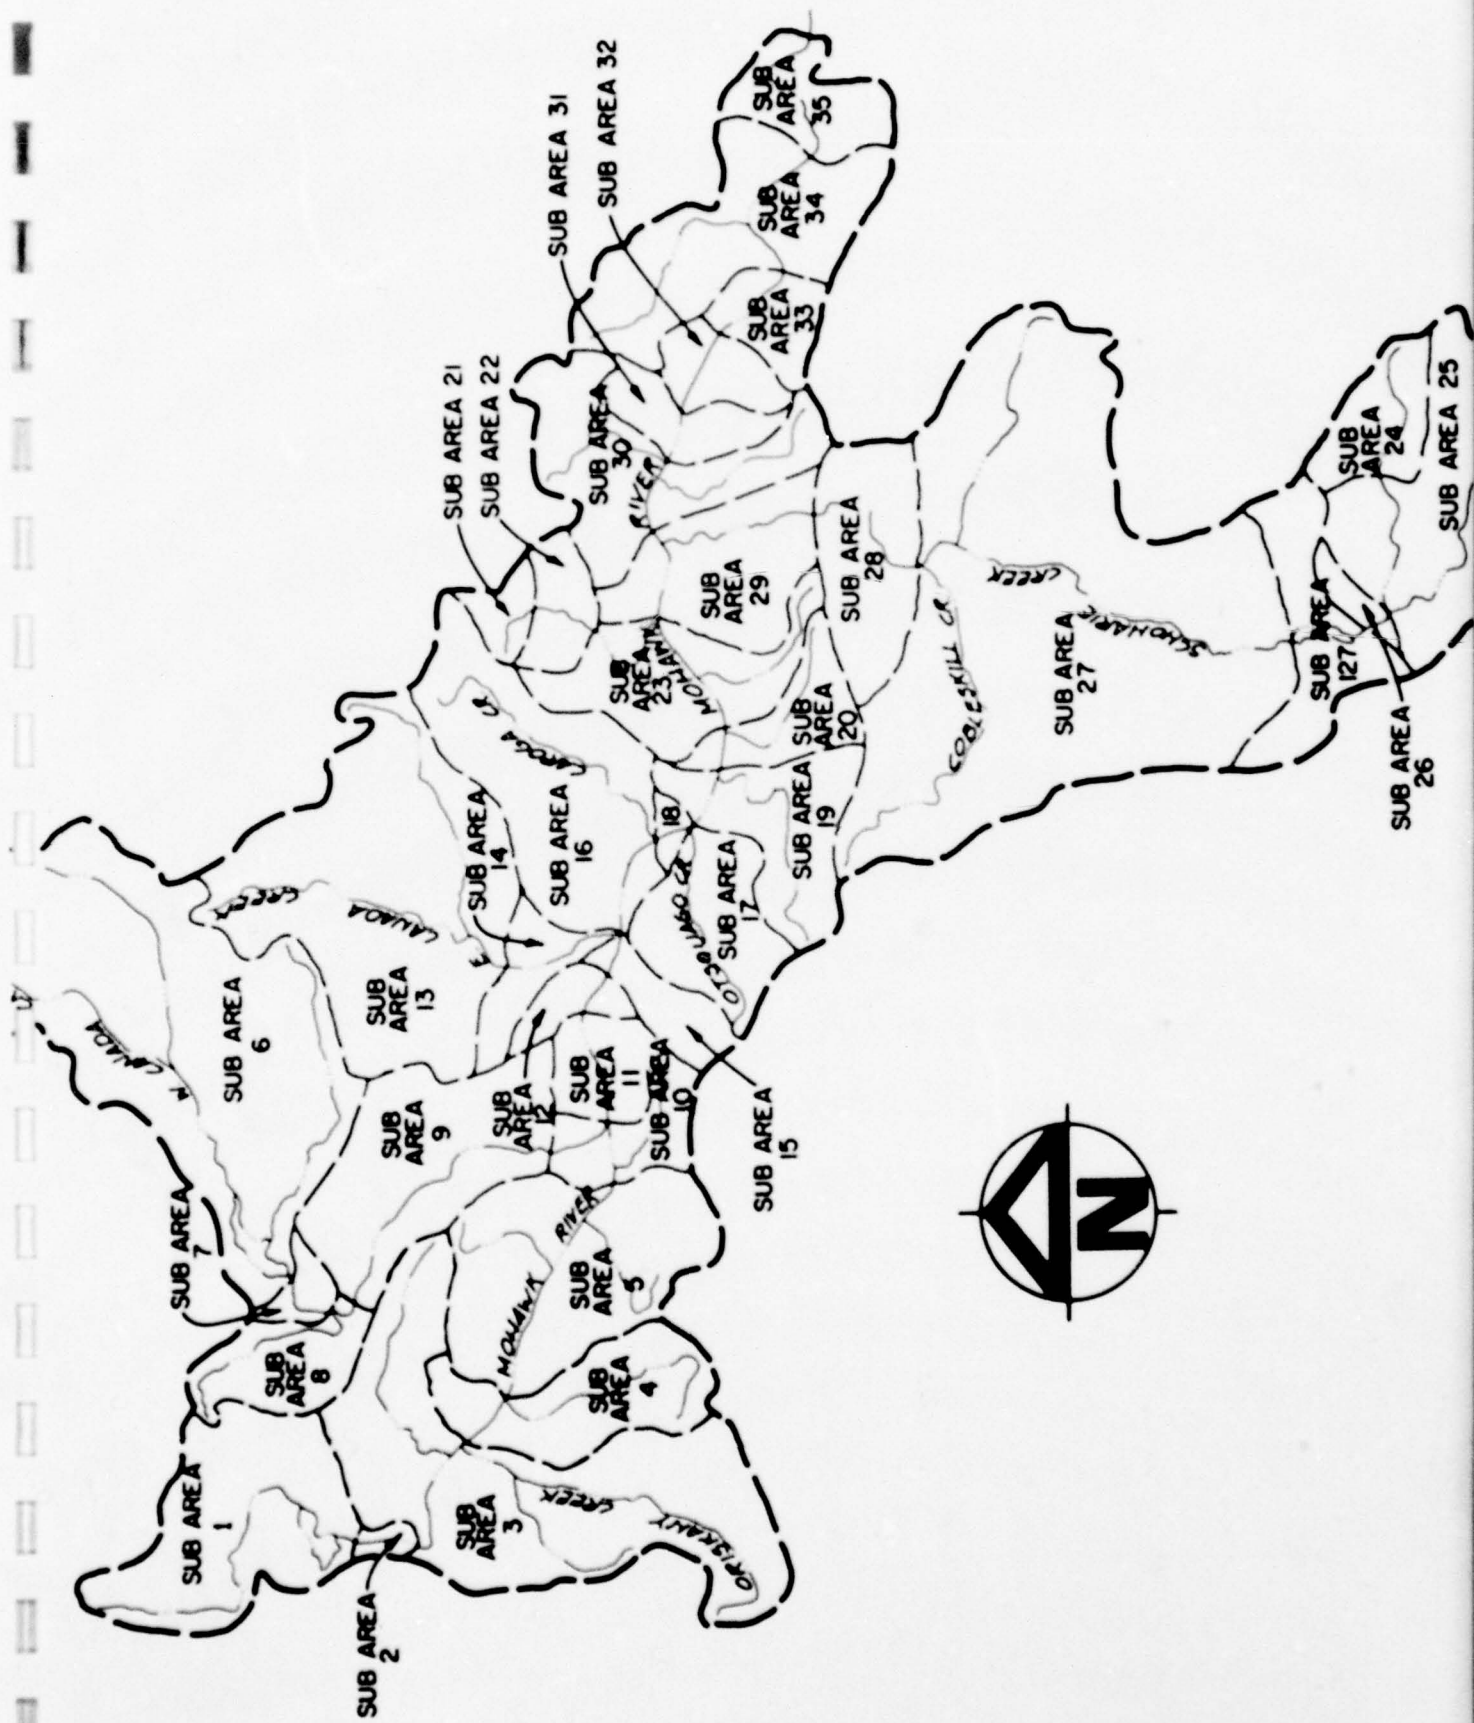 SUB AREA
1
SUB AREA
2
SUB
AREA
3
SUB
AREA
4
SUB
AREA
5
SUB AREA
6
SUB AREA
7
SUB
AREA
8
SUB
AREA
9
SUB AREA
10
SUB
AREA
11
SUB
AREA
12
SUB
AREA
13
SUB AREA
14
SUB AREA
15
SUB AREA
16
SUB AREA
17
18
SUB AREA
19
SUB
AREA
20
SUB AREA 21
SUB AREA 22
SUB
AREA
23
SUB
AREA
24
SUB AREA 25
SUB AREA
26
SUB AREA
27
SUB AREA
127
SUB AREA
28
SUB
AREA
29
SUB AREA
30
SUB AREA 31
SUB AREA 32
SUB
AREA
33
SUB
AREA
34
SUB
AREA
35
ORISKANY CREEK
MOHAWK RIVER
W CANADA
E. CANADA CREEK
OTSQUAGO CR
MOHAWK RIVER
COBLESKILL CR
SCHOHARIE CREEK
N